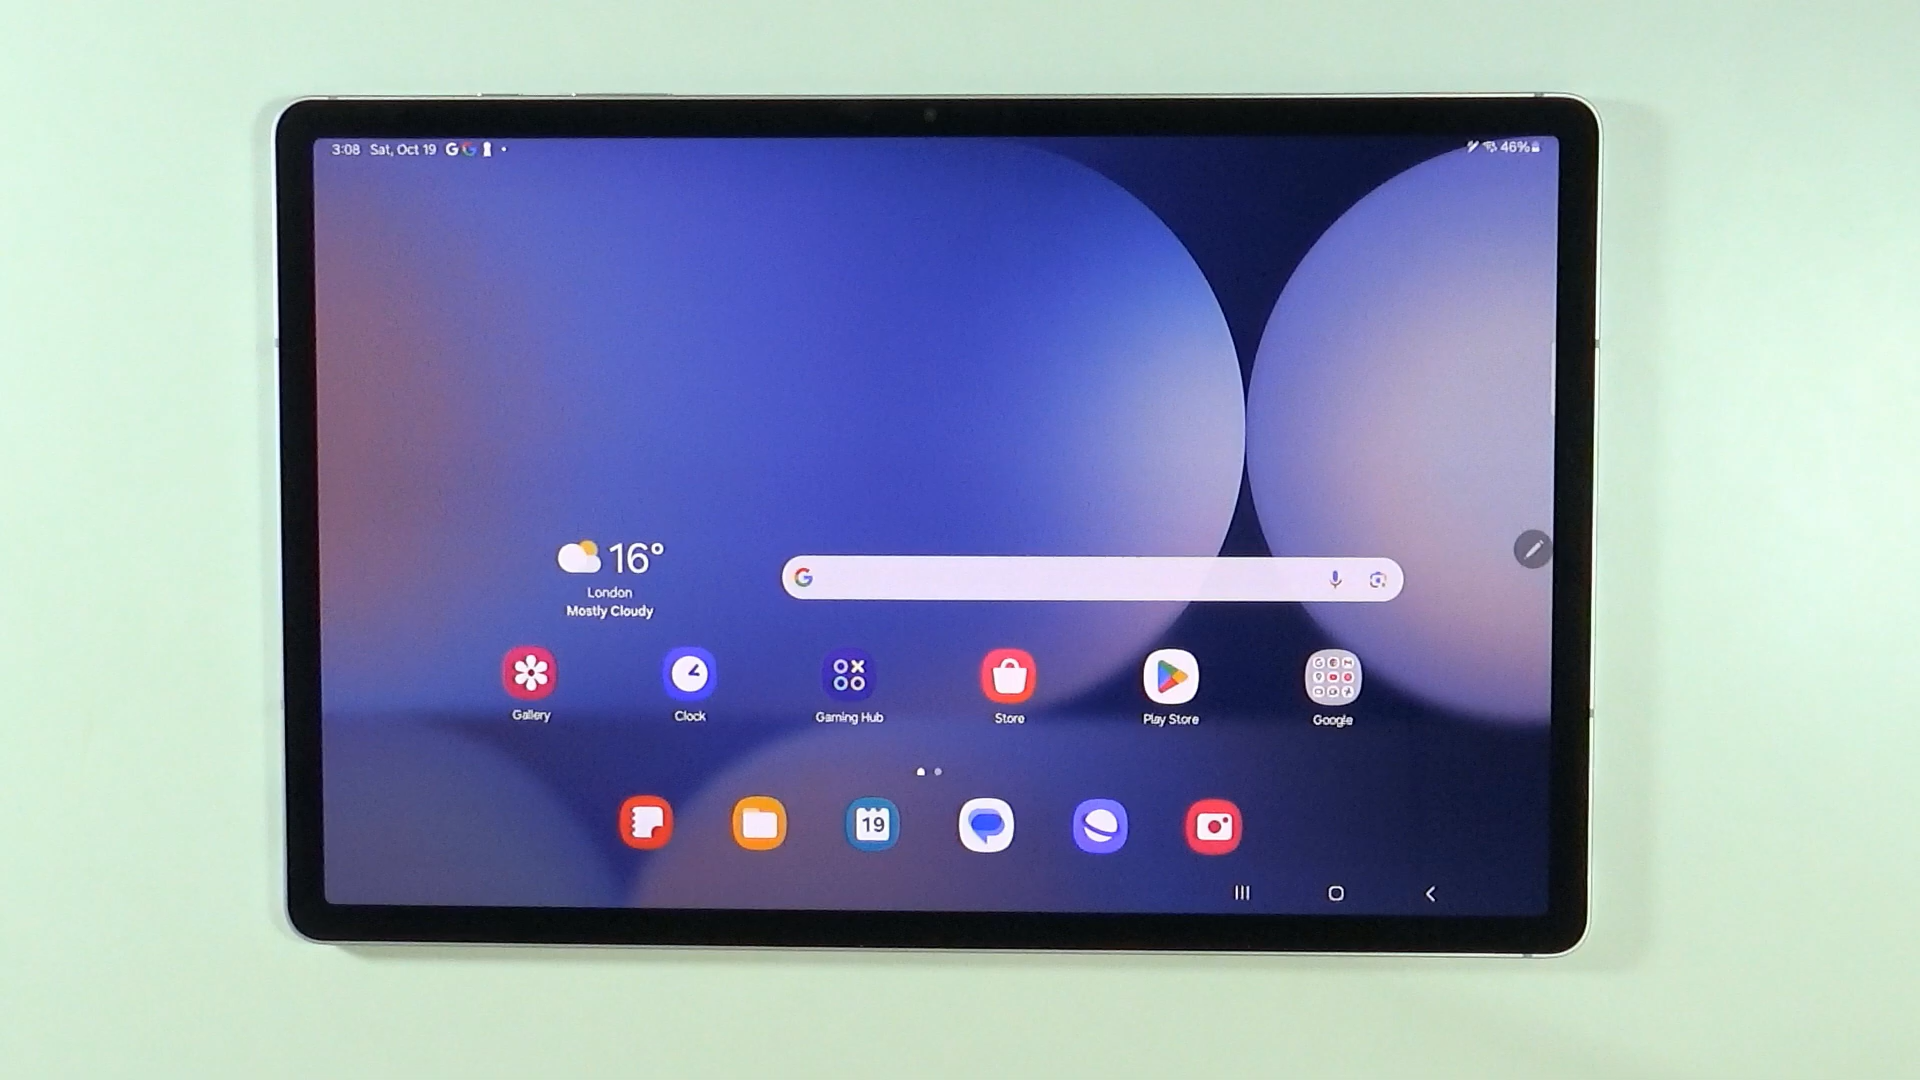 3:08 Sat, Oct 19
46%
16°
London
Mostly Cloudy
Gallery
Clock
Gaming Hub
Store
Play Store
Google
19